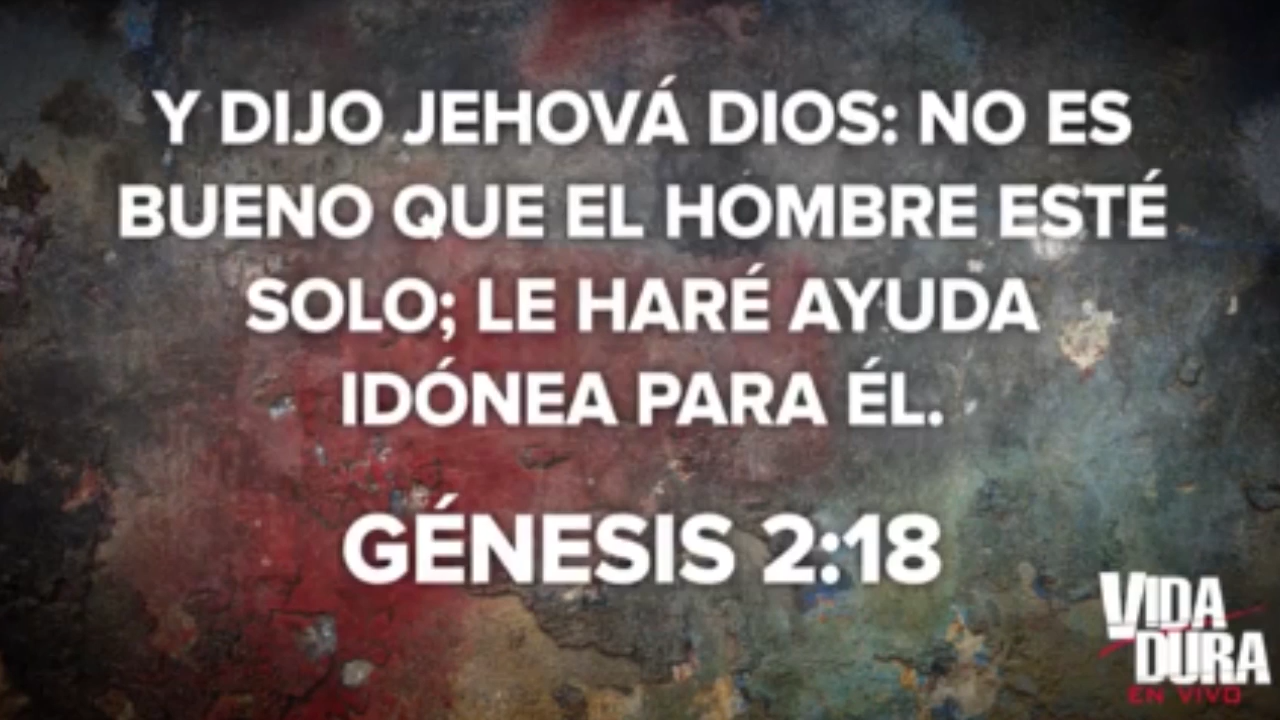 Y DIJO JEHOVÁ DIOS: NO ES
BUENO QUE EL HOMBRE ESTÉ
SOLO; LE HARÉ AYUDA
IDÓNEA PARA ÉL.
GÉNESIS 2:18
VIDA
DURA
EN VIVO